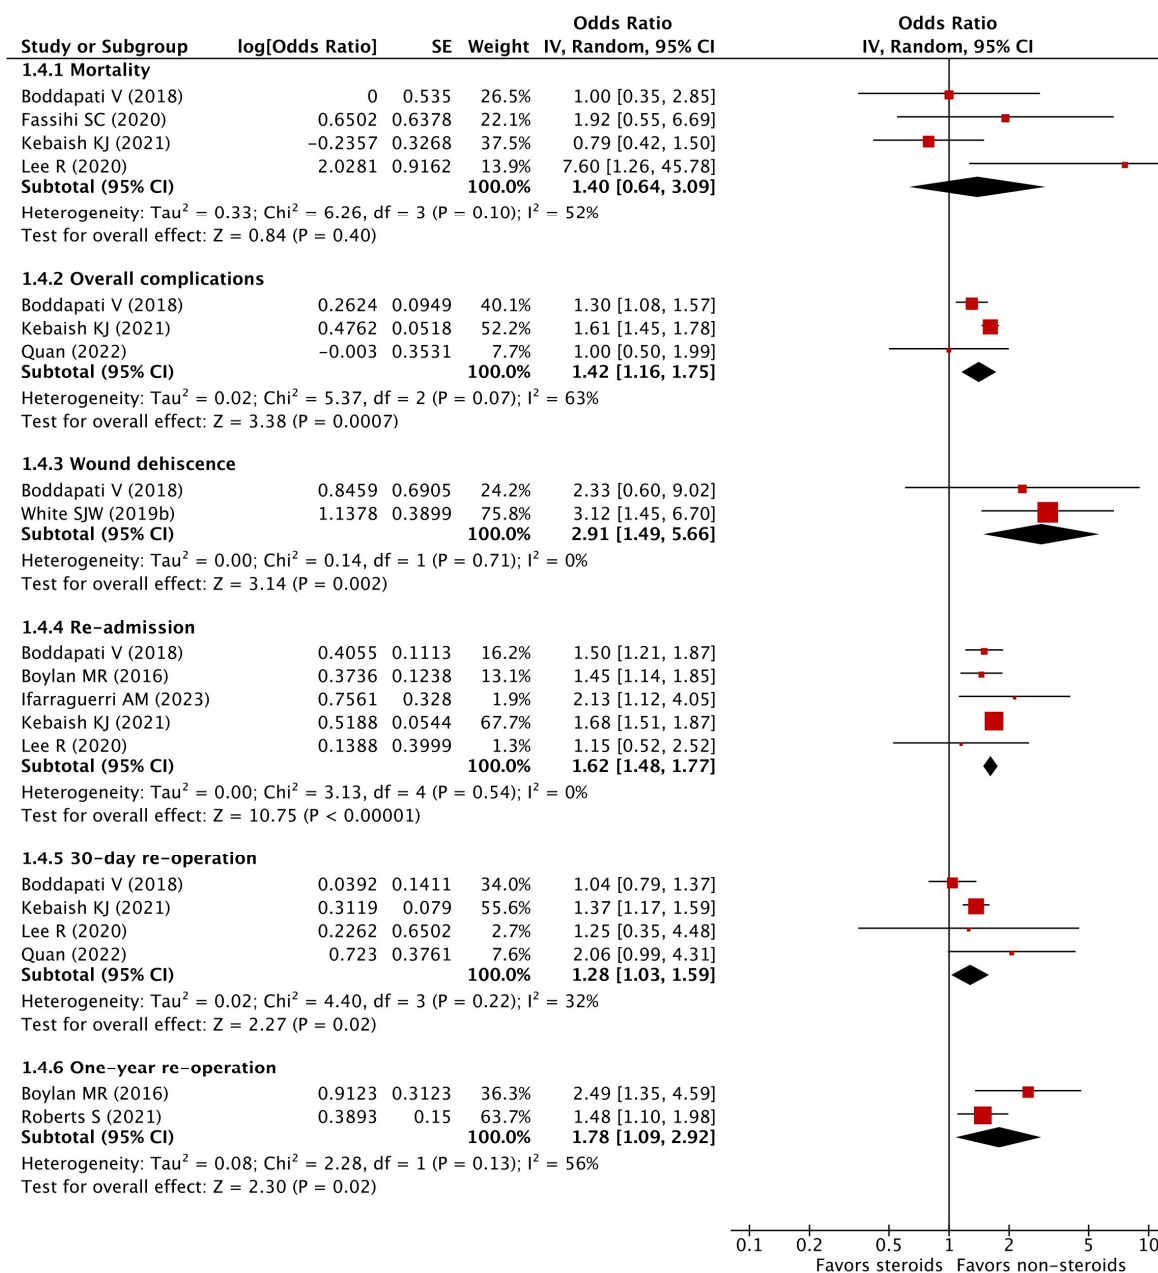 Odds Ratio Odds Ratio
Study or Subgroup log[Odds Ratio] SE Weight IV, Random, 95% CI IV, Random, 95% CI
1.4.1 Mortality
Boddapati V (2018) 0 0.535 26.5% 1.00 [0.35, 2.85]
Fassihi SC (2020) 0.6502 0.6378 22.1% 1.92 [0.55, 6.69]
Kebaish KJ (2021) −0.2357 0.3268 37.5% 0.79 [0.42, 1.50]
Lee R (2020) 2.0281 0.9162 13.9% 7.60 [1.26, 45.78]
Subtotal (95% CI) 100.0% 1.40 [0.64, 3.09]
Heterogeneity: Tau² = 0.33; Chi² = 6.26, df = 3 (P = 0.10); I² = 52%
Test for overall effect: Z = 0.84 (P = 0.40)
1.4.2 Overall complications
Boddapati V (2018) 0.2624 0.0949 40.1% 1.30 [1.08, 1.57]
Kebaish KJ (2021) 0.4762 0.0518 52.2% 1.61 [1.45, 1.78]
Quan (2022) −0.003 0.3531 7.7% 1.00 [0.50, 1.99]
Subtotal (95% CI) 100.0% 1.42 [1.16, 1.75]
Heterogeneity: Tau² = 0.02; Chi² = 5.37, df = 2 (P = 0.07); I² = 63%
Test for overall effect: Z = 3.38 (P = 0.0007)
1.4.3 Wound dehiscence
Boddapati V (2018) 0.8459 0.6905 24.2% 2.33 [0.60, 9.02]
White SJW (2019b) 1.1378 0.3899 75.8% 3.12 [1.45, 6.70]
Subtotal (95% CI) 100.0% 2.91 [1.49, 5.66]
Heterogeneity: Tau² = 0.00; Chi² = 0.14, df = 1 (P = 0.71); I² = 0%
Test for overall effect: Z = 3.14 (P = 0.002)
1.4.4 Re−admission
Boddapati V (2018) 0.4055 0.1113 16.2% 1.50 [1.21, 1.87]
Boylan MR (2016) 0.3736 0.1238 13.1% 1.45 [1.14, 1.85]
Ifarraguerri AM (2023) 0.7561 0.328 1.9% 2.13 [1.12, 4.05]
Kebaish KJ (2021) 0.5188 0.0544 67.7% 1.68 [1.51, 1.87]
Lee R (2020) 0.1388 0.3999 1.3% 1.15 [0.52, 2.52]
Subtotal (95% CI) 100.0% 1.62 [1.48, 1.77]
Heterogeneity: Tau² = 0.00; Chi² = 3.13, df = 4 (P = 0.54); I² = 0%
Test for overall effect: Z = 10.75 (P < 0.00001)
1.4.5 30−day re−operation
Boddapati V (2018) 0.0392 0.1411 34.0% 1.04 [0.79, 1.37]
Kebaish KJ (2021) 0.3119 0.079 55.6% 1.37 [1.17, 1.59]
Lee R (2020) 0.2262 0.6502 2.7% 1.25 [0.35, 4.48]
Quan (2022) 0.723 0.3761 7.6% 2.06 [0.99, 4.31]
Subtotal (95% CI) 100.0% 1.28 [1.03, 1.59]
Heterogeneity: Tau² = 0.02; Chi² = 4.40, df = 3 (P = 0.22); I² = 32%
Test for overall effect: Z = 2.27 (P = 0.02)
1.4.6 One−year re−operation
Boylan MR (2016) 0.9123 0.3123 36.3% 2.49 [1.35, 4.59]
Roberts S (2021) 0.3893 0.15 63.7% 1.48 [1.10, 1.98]
Subtotal (95% CI) 100.0% 1.78 [1.09, 2.92]
Heterogeneity: Tau² = 0.08; Chi² = 2.28, df = 1 (P = 0.13); I² = 56%
Test for overall effect: Z = 2.30 (P = 0.02)
0.1 0.2 0.5 1 2 5 10
Favors steroids Favors non-steroids